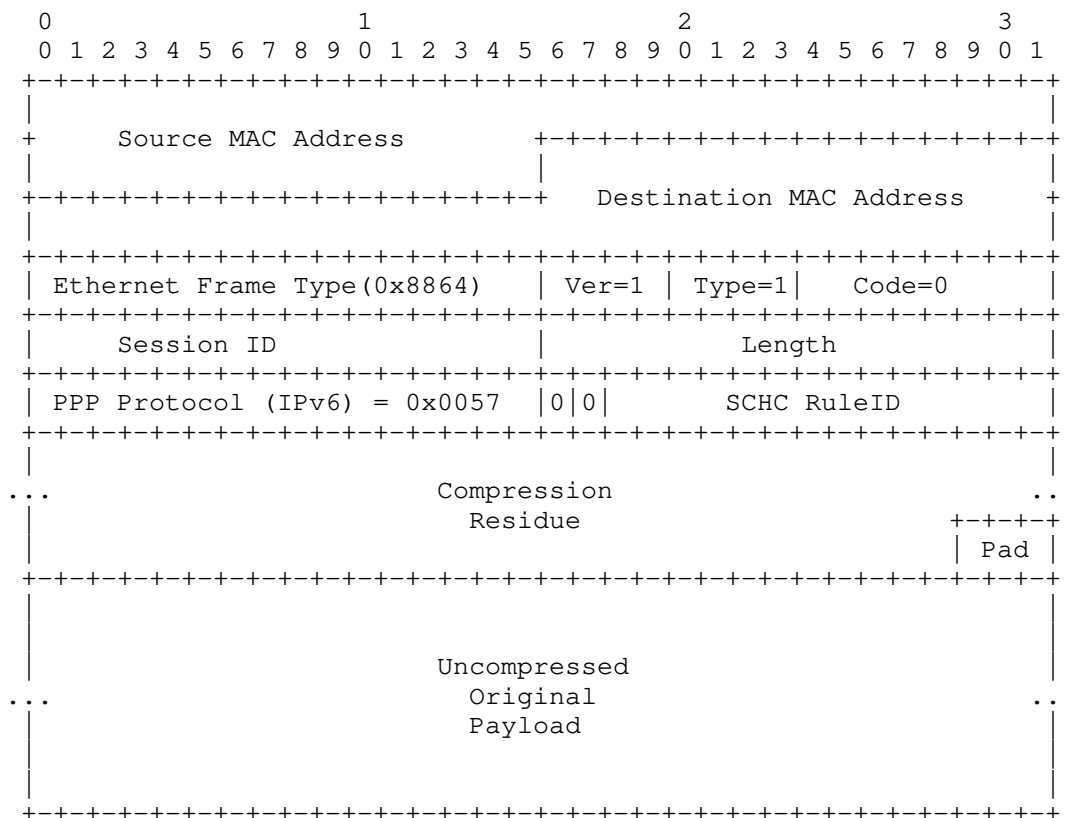 0                   1                   2                   3
 0 1 2 3 4 5 6 7 8 9 0 1 2 3 4 5 6 7 8 9 0 1 2 3 4 5 6 7 8 9 0 1
+-+-+-+-+-+-+-+-+-+-+-+-+-+-+-+-+-+-+-+-+-+-+-+-+-+-+-+-+-+-+-+-+
|                                                               |
+     Source MAC Address        +-+-+-+-+-+-+-+-+-+-+-+-+-+-+-+-+
|                               |                               |
+-+-+-+-+-+-+-+-+-+-+-+-+-+-+-+-+   Destination MAC Address     +
|                                                               |
+-+-+-+-+-+-+-+-+-+-+-+-+-+-+-+-+-+-+-+-+-+-+-+-+-+-+-+-+-+-+-+-+
| Ethernet Frame Type(0x8864)   | Ver=1 | Type=1|   Code=0      |
+-+-+-+-+-+-+-+-+-+-+-+-+-+-+-+-+-+-+-+-+-+-+-+-+-+-+-+-+-+-+-+-+
|     Session ID                |            Length             |
+-+-+-+-+-+-+-+-+-+-+-+-+-+-+-+-+-+-+-+-+-+-+-+-+-+-+-+-+-+-+-+-+
| PPP Protocol (IPv6) = 0x0057  |0|0|       SCHC RuleID         |
+-+-+-+-+-+-+-+-+-+-+-+-+-+-+-+-+-+-+-+-+-+-+-+-+-+-+-+-+-+-+-+-+
|                                                               |
...                        Compression                          ..
|                            Residue                      +-+-+-+
|                                                         | Pad |
+-+-+-+-+-+-+-+-+-+-+-+-+-+-+-+-+-+-+-+-+-+-+-+-+-+-+-+-+-+-+-+-+
|                                                               |
|                                                               |
|                          Uncompressed                         |
...                          Original                           ..
|                            Payload                            |
|                                                               |
|                                                               |
+-+-+-+-+-+-+-+-+-+-+-+-+-+-+-+-+-+-+-+-+-+-+-+-+-+-+-+-+-+-+-+-+